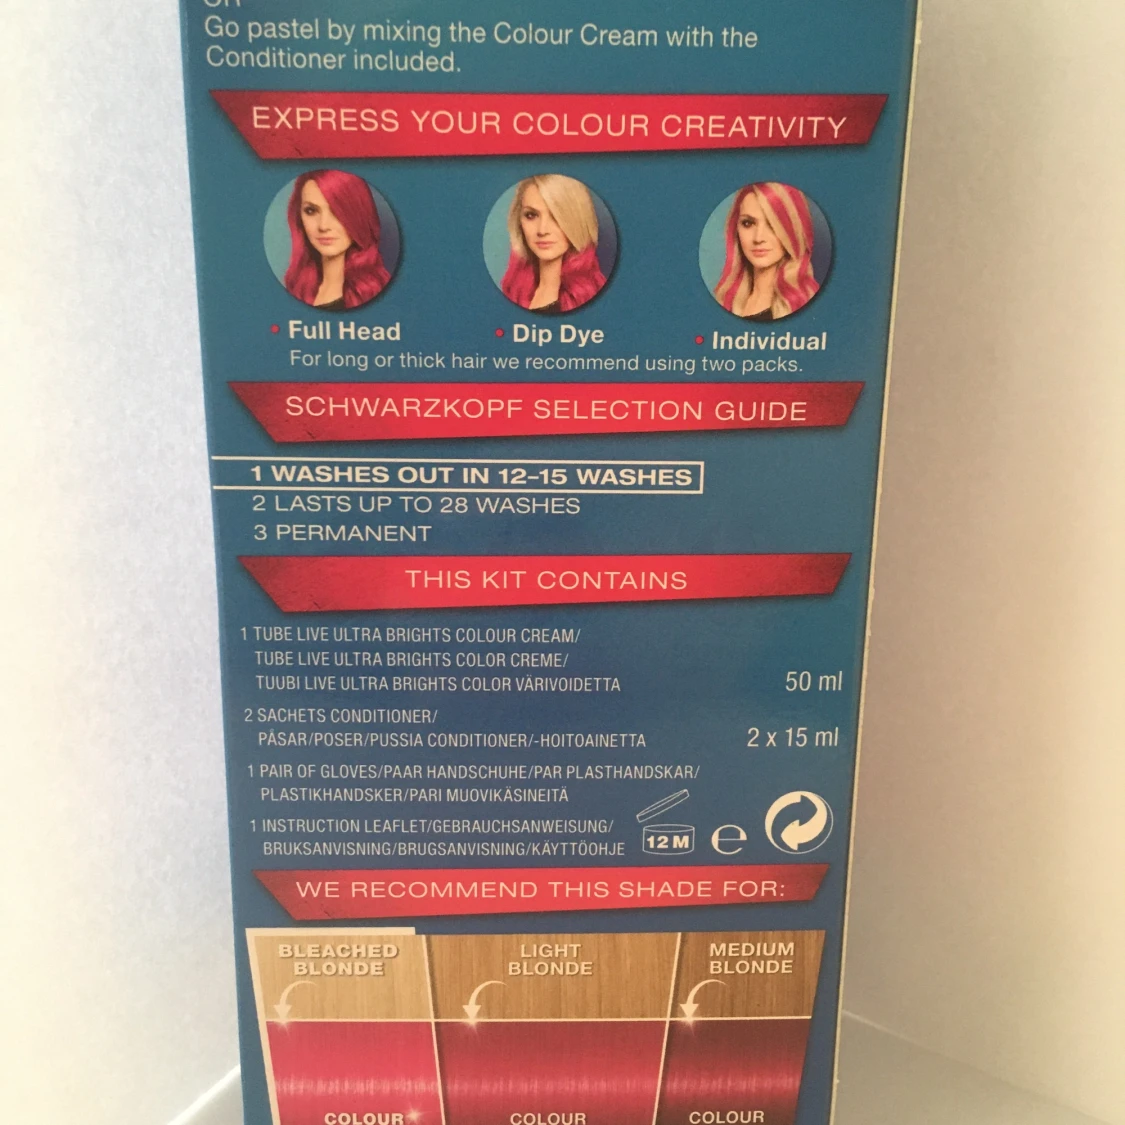 OR
Go pastel by mixing the Colour Cream with the
Conditioner included.
EXPRESS YOUR COLOUR CREATIVITY
• Full Head
• Dip Dye
• Individual
For long or thick hair we recommend using two packs.
SCHWARZKOPF SELECTION GUIDE
1 WASHES OUT IN 12–15 WASHES
2 LASTS UP TO 28 WASHES
3 PERMANENT
THIS KIT CONTAINS
1 TUBE LIVE ULTRA BRIGHTS COLOUR CREAM/
TUBE LIVE ULTRA BRIGHTS COLOR CREME/
TUUBI LIVE ULTRA BRIGHTS COLOR VÄRIVOIDETTA 50 ml
2 SACHETS CONDITIONER/
PÅSAR/POSER/PUSSIA CONDITIONER/-HOITOAINETTA 2 x 15 ml
1 PAIR OF GLOVES/PAAR HANDSCHUHE/PAR PLASTHANDSKAR/
PLASTIKHANDSKER/PARI MUOVIKÄSINEITÄ
1 INSTRUCTION LEAFLET/GEBRAUCHSANWEISUNG/
BRUKSANVISNING/BRUGSANVISNING/KÄYTTÖOHJE
12 M
e
WE RECOMMEND THIS SHADE FOR:
BLEACHED
BLONDE
LIGHT
BLONDE
MEDIUM
BLONDE
COLOUR
COLOUR
COLOUR